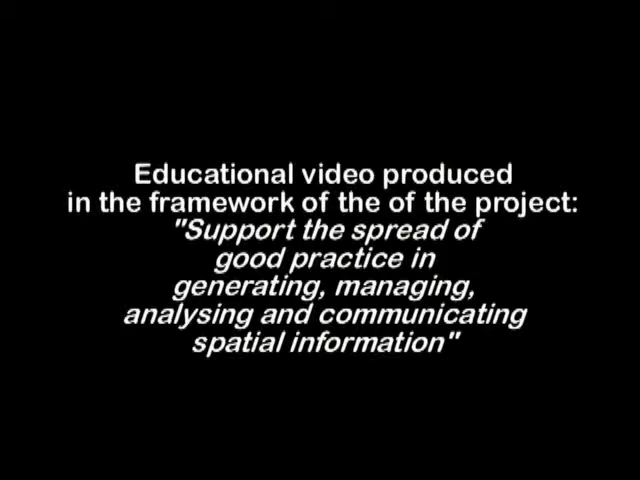 Educational video produced
in the framework of the of the project:
"Support the spread of
good practice in
generating, managing,
analysing and communicating
spatial information"